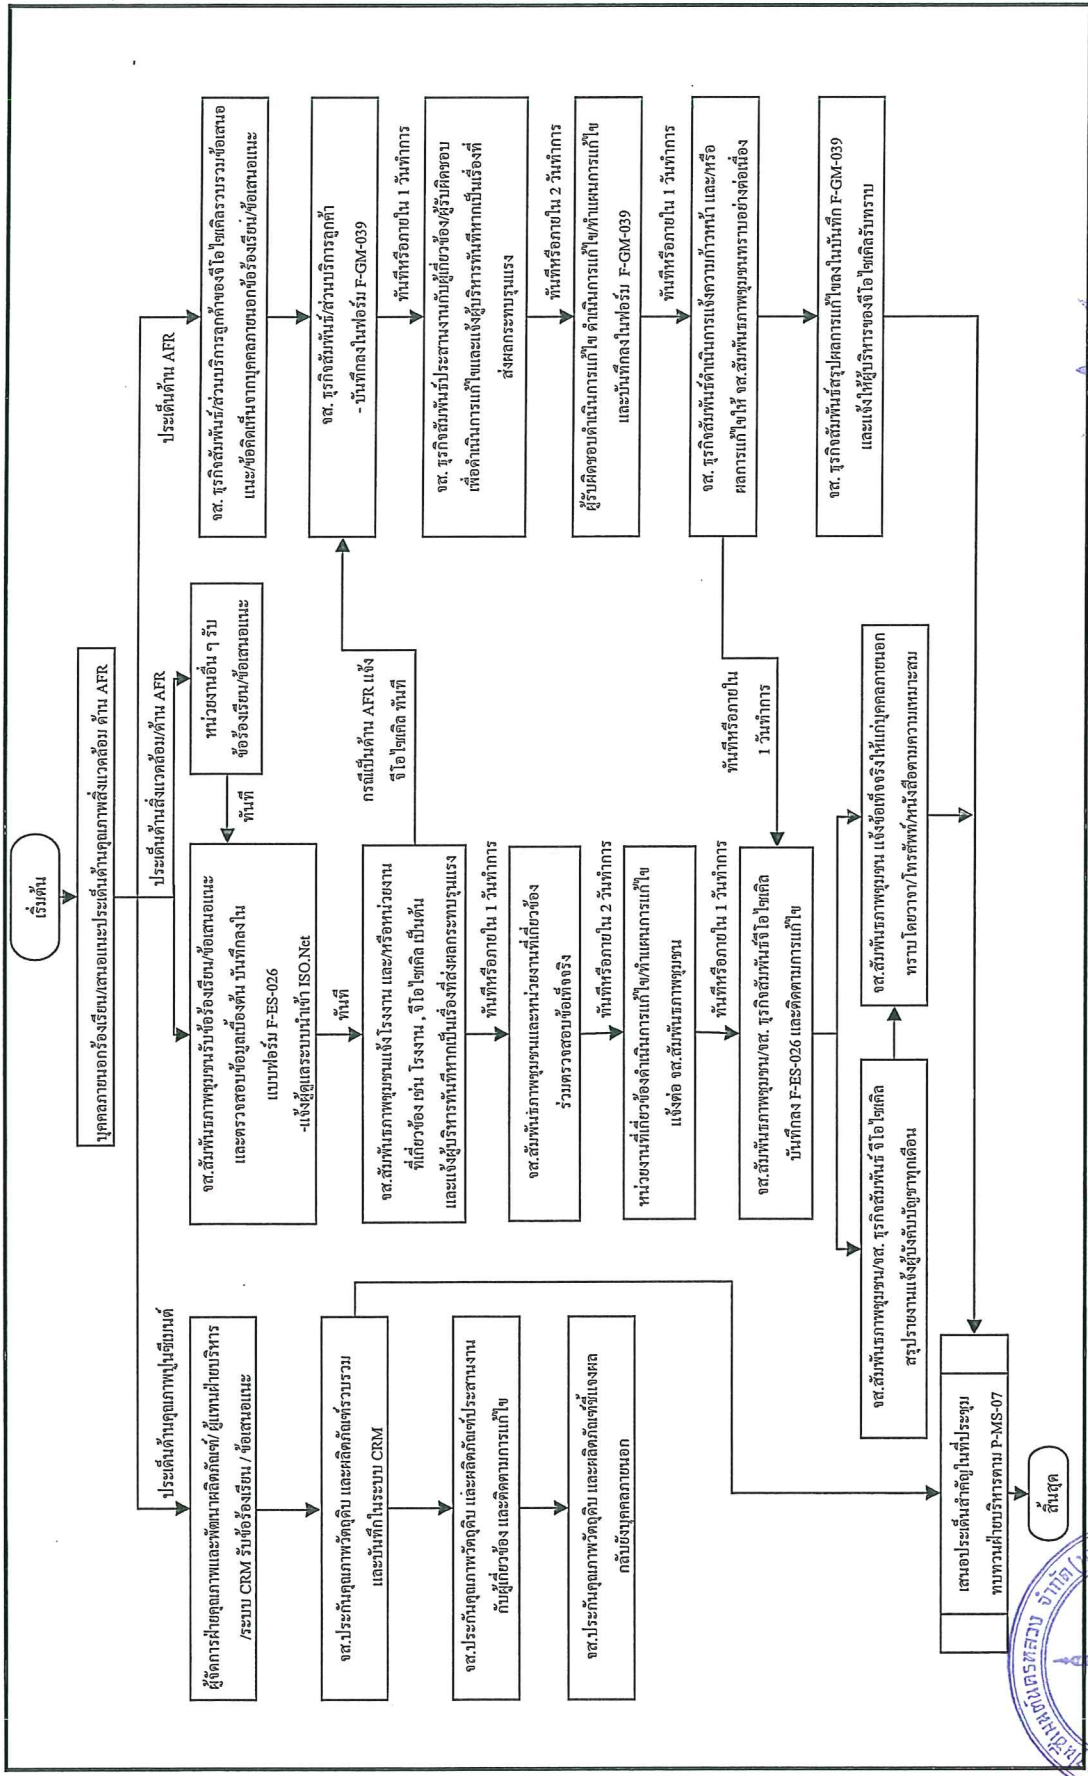 เริ่มต้น
บุคคลภายนอกร้องเรียน/เสนอแนะประเด็นด้านคุณภาพสิ่งแวดล้อม ด้าน AFR
ประเด็นด้านคุณภาพปูนซีเมนต์
ผู้จัดการฝ่ายคุณภาพและพัฒนาผลิตภัณฑ์/ ผู้แทนฝ่ายบริหาร
/ระบบ CRM รับข้อร้องเรียน / ข้อเสนอแนะ
จส.ประกันคุณภาพวัตถุดิบ และผลิตภัณฑ์รวบรวม
และบันทึกในระบบ CRM
จส.ประกันคุณภาพวัตถุดิบ และผลิตภัณฑ์ประสานงาน
กับผู้เกี่ยวข้อง และติดตามการแก้ไข
จส.ประกันคุณภาพวัตถุดิบ และผลิตภัณฑ์ชี้แจงผล
กลับยังบุคคลภายนอก
ประเด็นด้านสิ่งแวดล้อม/ด้าน AFR
หน่วยงานอื่น ๆ รับ
ข้อร้องเรียน/ข้อเสนอแนะ
ทันที
จส.สัมพันธภาพชุมชนรับข้อร้องเรียน/ข้อเสนอแนะ
และตรวจสอบข้อมูลเบื้องต้น บันทึกลงใน
แบบฟอร์ม F-ES-026
-แจ้งผู้ดูแลระบบนำเข้า ISO.Net
ทันที
จส.สัมพันธภาพชุมชนแจ้งโรงงาน และ/หรือหน่วยงาน
ที่เกี่ยวข้อง เช่น โรงงาน , จีโอไซเคิล เป็นต้น
และแจ้งผู้บริหารทันทีหากเป็นเรื่องที่ส่งผลกระทบรุนแรง
กรณีเป็นด้าน AFR แจ้ง
จีโอไซเคิล ทันที
ทันทีหรือภายใน 1 วันทำการ
จส.สัมพันธภาพชุมชนและหน่วยงานที่เกี่ยวข้อง
ร่วมตรวจสอบข้อเท็จจริง
ทันทีหรือภายใน 2 วันทำการ
หน่วยงานที่เกี่ยวข้องดำเนินการแก้ไข/ทำแผนการแก้ไข
แจ้งต่อ จส.สัมพันธภาพชุมชน
ทันทีหรือภายใน 1 วันทำการ
จส.สัมพันธภาพชุมชน/จส. ธุรกิจสัมพันธ์จีโอไซเคิล
บันทึกลง F-ES-026 และติดตามการแก้ไข
ทันทีหรือภายใน
1 วันทำการ
จส.สัมพันธภาพชุมชน/จส. ธุรกิจสัมพันธ์ จีโอไซเคิล
สรุปรายงานแจ้งผู้บังคับบัญชาทุกเดือน
จส.สัมพันธภาพชุมชน แจ้งข้อเท็จจริงให้แก่บุคคลภายนอก
ทราบโดยวาจา/โทรศัพท์/หนังสือตามความเหมาะสม
ประเด็นด้าน AFR
จส. ธุรกิจสัมพันธ์/ส่วนบริการลูกค้าของจีโอไซเคิลรวบรวมข้อเสนอ
แนะ/ข้อคิดเห็นจากบุคคลภายนอกข้อร้องเรียน/ข้อเสนอแนะ
จส. ธุรกิจสัมพันธ์/ส่วนบริการลูกค้า
- บันทึกลงในฟอร์ม F-GM-039
ทันทีหรือภายใน 1 วันทำการ
จส. ธุรกิจสัมพันธ์ประสานงานกับผู้เกี่ยวข้อง/ผู้รับผิดชอบ
เพื่อดำเนินการแก้ไขและแจ้งผู้บริหารทันทีหากเป็นเรื่องที่
ส่งผลกระทบรุนแรง
ทันทีหรือภายใน 2 วันทำการ
ผู้รับผิดชอบดำเนินการแก้ไข ดำเนินการแก้ไข/ทำแผนการแก้ไข
และบันทึกลงในฟอร์ม F-GM-039
ทันทีหรือภายใน 1 วันทำการ
จส. ธุรกิจสัมพันธ์ดำเนินการแจ้งความก้าวหน้า และ/หรือ
ผลการแก้ไขให้ จส.สัมพันธภาพชุมชนทราบอย่างต่อเนื่อง
จส. ธุรกิจสัมพันธ์สรุปผลการแก้ไขลงในบันทึก F-GM-039
และแจ้งให้ผู้บริหารของจีโอไซเคิลรับทราบ
เสนอประเด็นสำคัญในที่ประชุม
ทบทวนฝ่ายบริหารตาม P-MS-07
สิ้นสุด